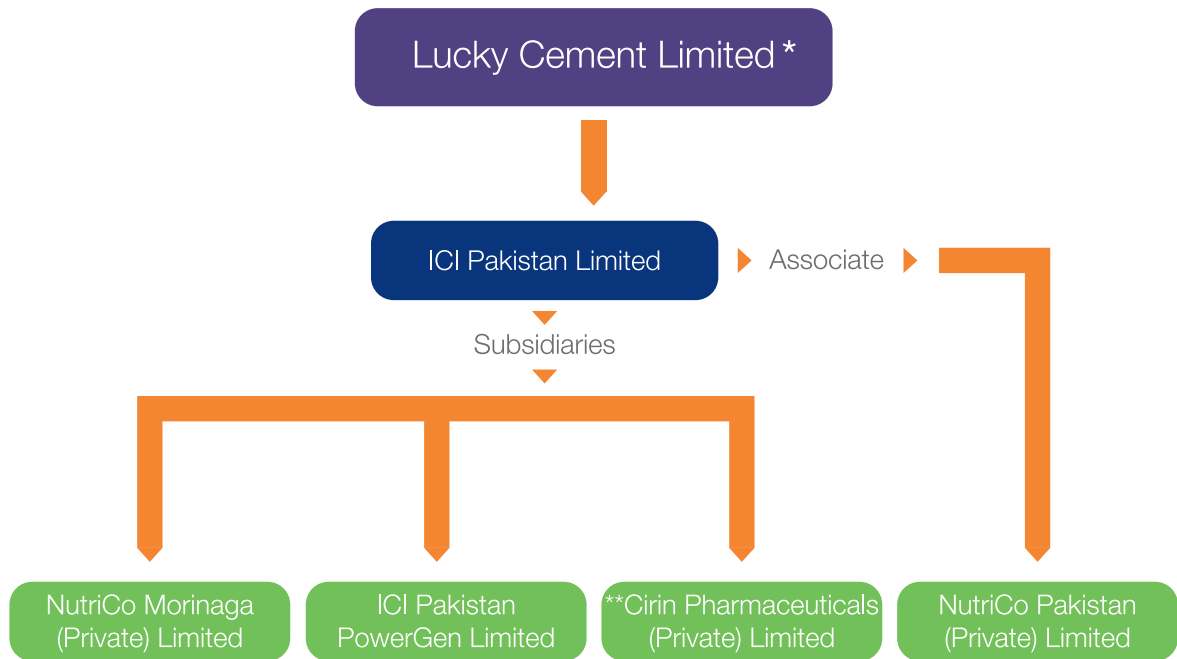 Lucky Cement Limited *
ICI Pakistan Limited
Associate
Subsidiaries
NutriCo Morinaga
(Private) Limited
ICI Pakistan
PowerGen Limited
**Cirin Pharmaceuticals
(Private) Limited
NutriCo Pakistan
(Private) Limited